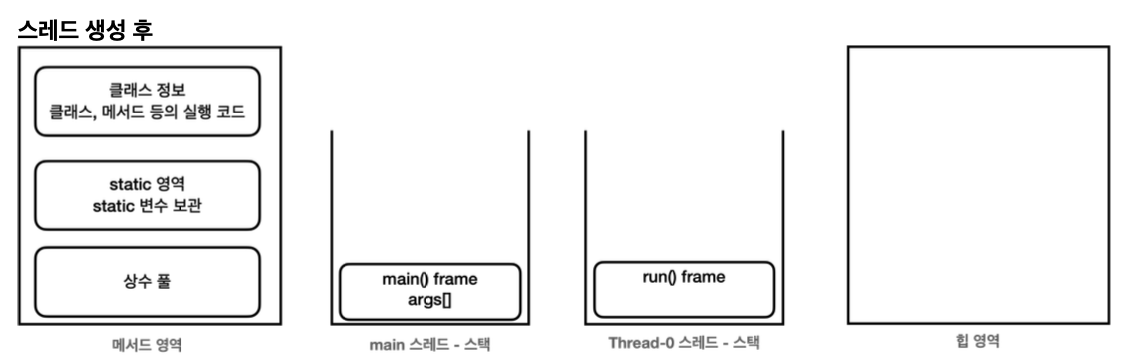 스레드 생성 후
클래스 정보
클래스, 메서드 등의 실행 코드
static 영역
static 변수 보관
상수 풀
메서드 영역
main() frame
args[]
main 스레드 - 스택
run() frame
Thread-0 스레드 - 스택
힙 영역